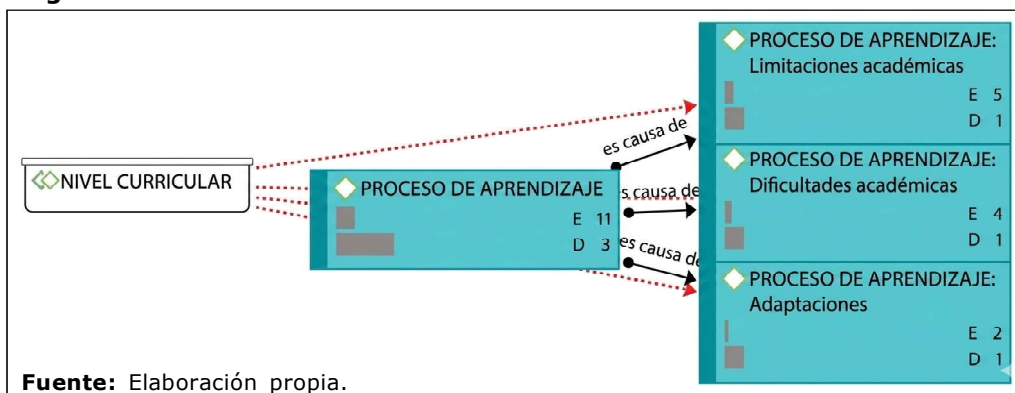 NIVEL CURRICULAR
PROCESO DE APRENDIZAJE
E 11
D 3
es causa de
es causa de
es causa de
PROCESO DE APRENDIZAJE:
Limitaciones académicas
E 5
D 1
PROCESO DE APRENDIZAJE:
Dificultades académicas
E 4
D 1
PROCESO DE APRENDIZAJE:
Adaptaciones
E 2
D 1
Fuente: Elaboración propia.